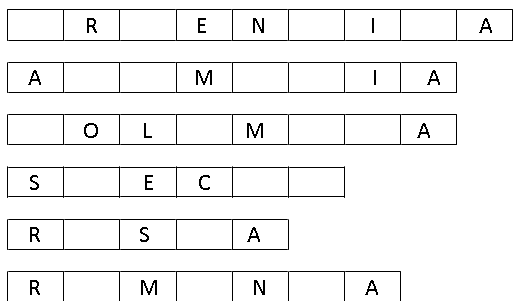 R E N I A
A M I A
O L M A
S E C
R S A
R M N A